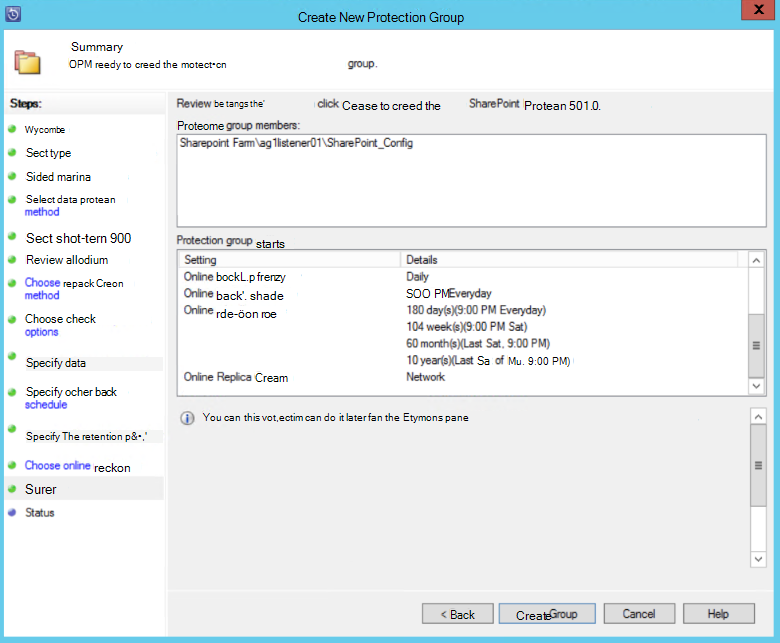 Create New Protection Group
X
Summary
OPM ready to creed the motect•cn group.
Steps:
Wycombe
Sect type
Sided marina
Select data protean
method
Sect shot-tern 900
Review allodium
Choose repack Creon
method
Choose check
options
Specify data
Specify ocher back
schedule
Specify The retention p&•,'
Choose online reckon
Surer
Status
Review be tangs the' click Cease to creed the SharePoint Protean 501.0.
Proteome group members:
Sharepoint Farm\ag1listener01\SharePoint_Config
Protection group starts
Setting Details
Online bockL.pfrenzy Daily
Online back'. shade SOO PMEveryday
Online rde-öon roe 180 day(s)(9:00 PM Everyday)
104 week(s)(9:00 PM Sat)
60 month(s)(Last Sat, 9:00 PM)
10 year(s)(Last Sa of Mu. 9:00 PM)
Online Replica Cream Network
You can this vot,ectim can do it later fan the Etymons pane
< Back CreateGroup Cancel Help